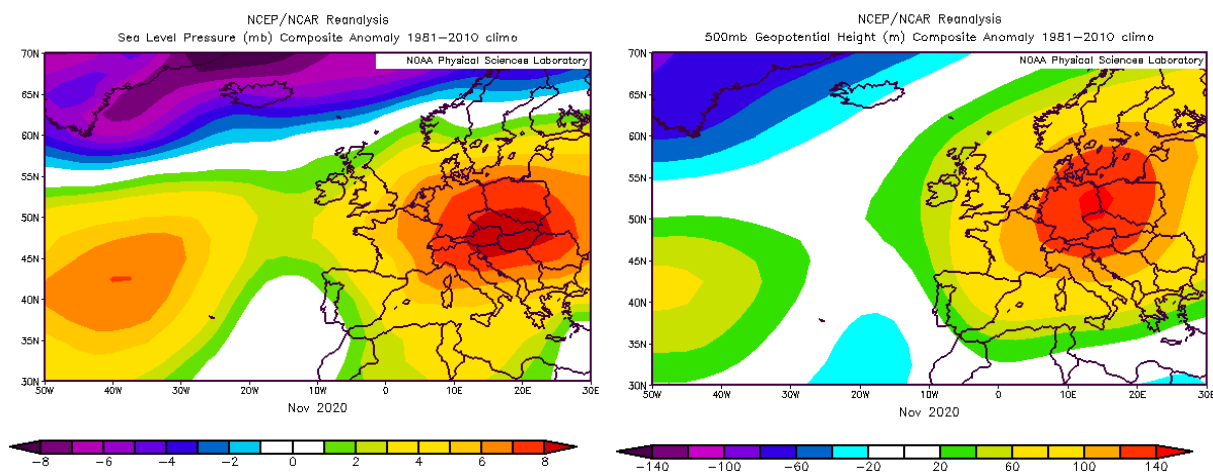 NCEP/NCAR Reanalysis
Sea Level Pressure (mb) Composite Anomaly 1981−2010 climo
NOAA Physical Sciences Laboratory
70N
65N
60N
55N
50N
45N
40N
35N
30N
50W 40W 30W 20W 10W 0 10E 20E 30E
Nov 2020
−8 −6 −4 −2 0 2 4 6 8
NCEP/NCAR Reanalysis
500mb Geopotential Height (m) Composite Anomaly 1981−2010 climo
NOAA Physical Sciences Laboratory
70N
65N
60N
55N
50N
45N
40N
35N
30N
50W 40W 30W 20W 10W 0 10E 20E 30E
Nov 2020
−140 −100 −60 −20 20 60 100 140